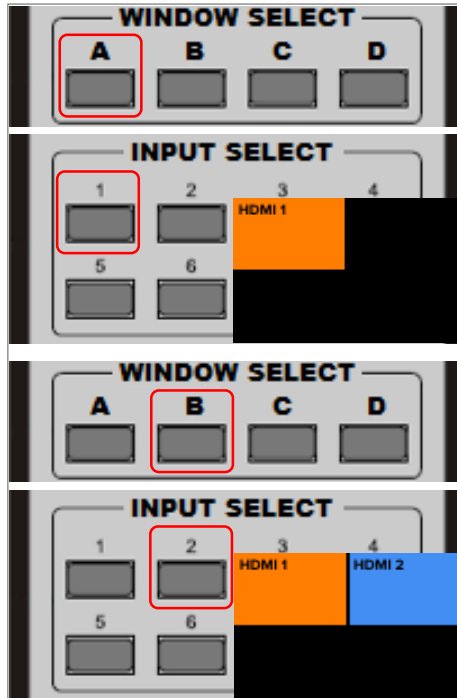 WINDOW SELECT
A B C D
INPUT SELECT
1 2 3 4
HDMI 1
5 6
WINDOW SELECT
A B C D
INPUT SELECT
1 2 3 4
HDMI 1 HDMI 2
5 6